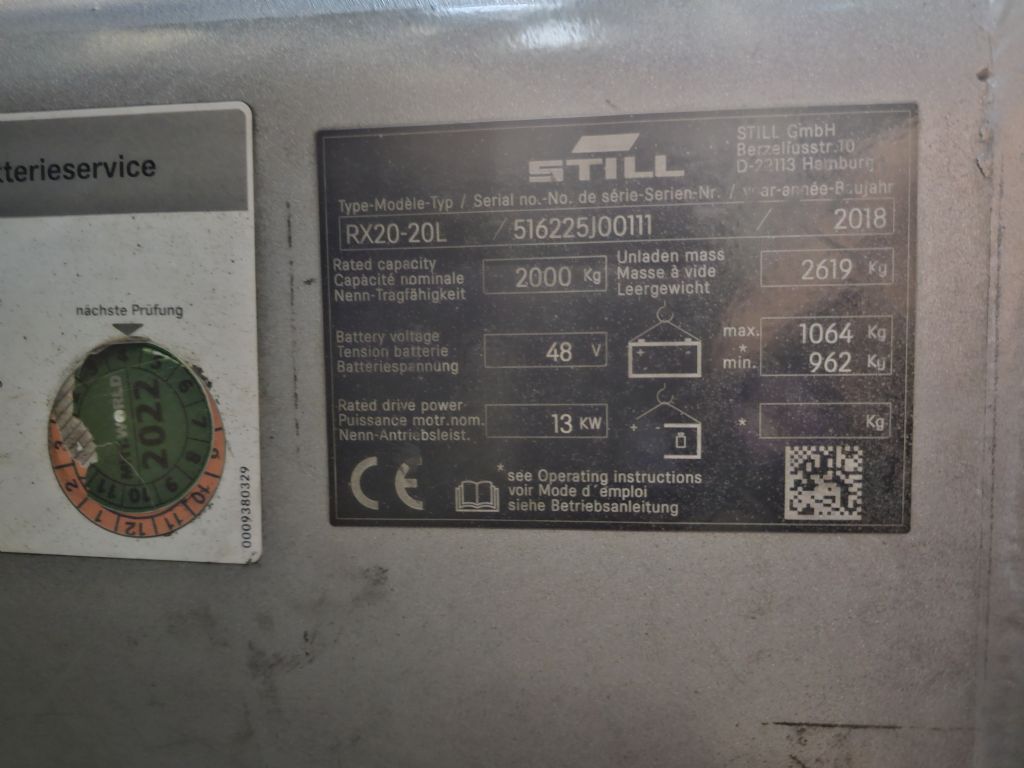 tterieservice
nächste Prüfung
2022
0009380329
STILL
STILL GmbH
Berzeliusstr.10
D-22113 Hamburg
Type-Modèle-Typ / Serial no.-No. de série-Serien-Nr. / year-année-Baujahr
RX20-20L / 516225J00111 / 2018
Rated capacity
Capacité nominale
Nenn-Tragfähigkeit
2000 Kg
Unladen mass
Masse à vide
Leergewicht
2619 Kg
Battery voltage
Tension batterie
Batteriespannung
48 V
max. 1064 Kg
*
min. 962 Kg
Rated drive power
Puissance motr.nom.
Nenn-Antriebsleist.
13 KW
* Kg
CE
*see Operating instructions
voir Mode d´emploi
siehe Betriebsanleitung